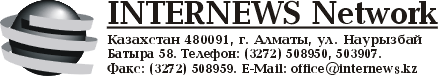 INTERNEWS Network
Казахстан 480091, г. Алматы, ул. Наурызбай
Батыра 58. Телефон: (3272) 508950, 503907.
Факс: (3272) 508959. E-Mail: office@internews.kz